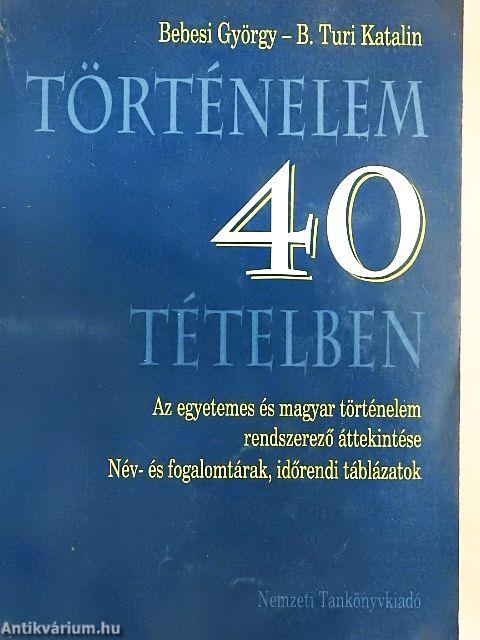 Bebesi György – B. Turi Katalin
TÖRTÉNELEM
40
TÉTELBEN
Az egyetemes és magyar történelem
rendszerező áttekintése
Név- és fogalomtárak, időrendi táblázatok
Nemzeti Tankönyvkiadó
Antikvárium.hu